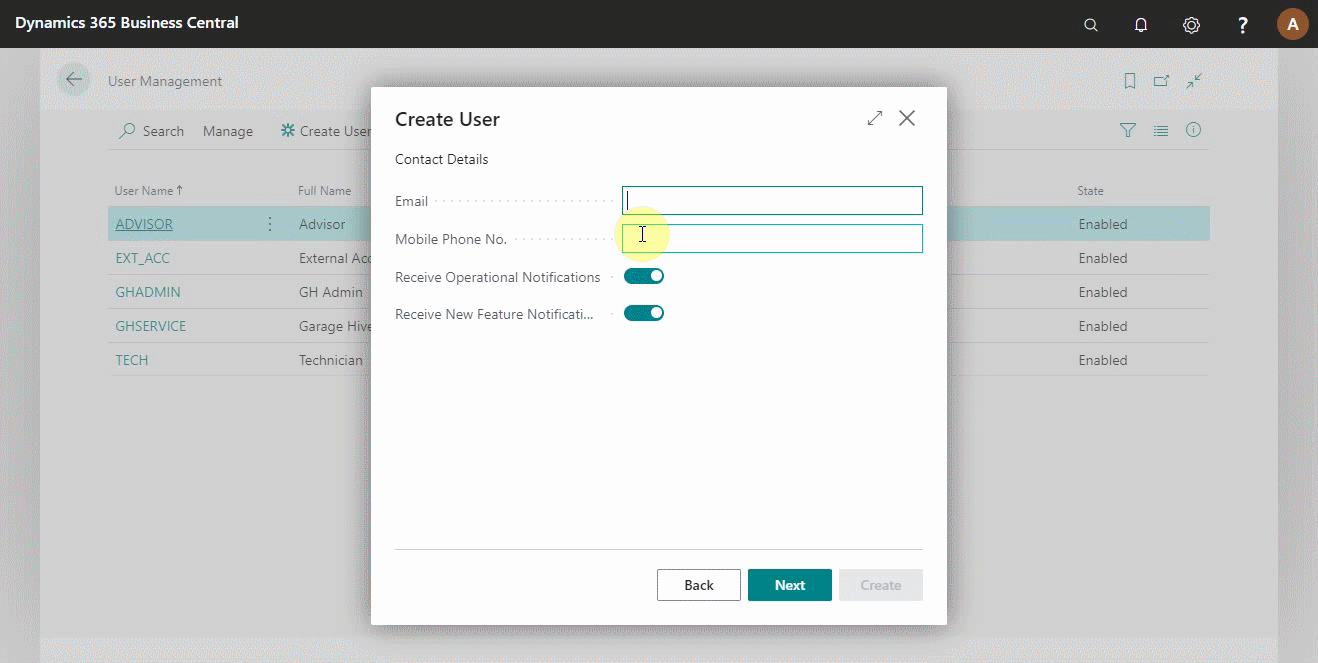 Dynamics 365 Business Central
A
User Management
Search Manage Create User
User Name ↑ Full Name State
ADVISOR Advisor Enabled
EXT_ACC External Acc Enabled
GHADMIN GH Admin Enabled
GHSERVICE Garage Hive Enabled
TECH Technician Enabled
Create User
Contact Details
Email
Mobile Phone No.
Receive Operational Notifications
Receive New Feature Notificati...
Back Next Create